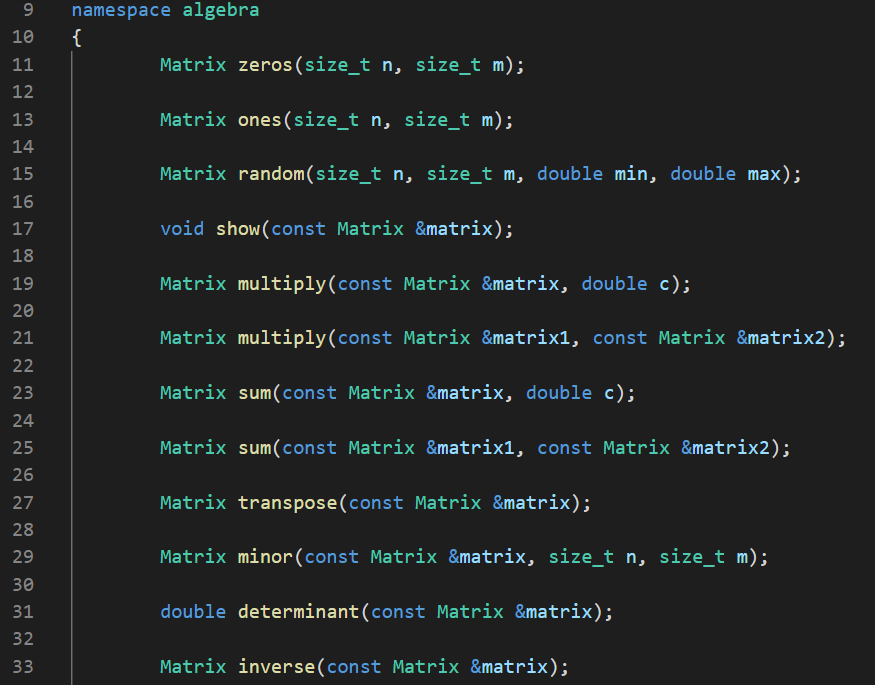 9 namespace algebra
10 {
11 Matrix zeros(size_t n, size_t m);
12
13 Matrix ones(size_t n, size_t m);
14
15 Matrix random(size_t n, size_t m, double min, double max);
16
17 void show(const Matrix &matrix);
18
19 Matrix multiply(const Matrix &matrix, double c);
20
21 Matrix multiply(const Matrix &matrix1, const Matrix &matrix2);
22
23 Matrix sum(const Matrix &matrix, double c);
24
25 Matrix sum(const Matrix &matrix1, const Matrix &matrix2);
26
27 Matrix transpose(const Matrix &matrix);
28
29 Matrix minor(const Matrix &matrix, size_t n, size_t m);
30
31 double determinant(const Matrix &matrix);
32
33 Matrix inverse(const Matrix &matrix);